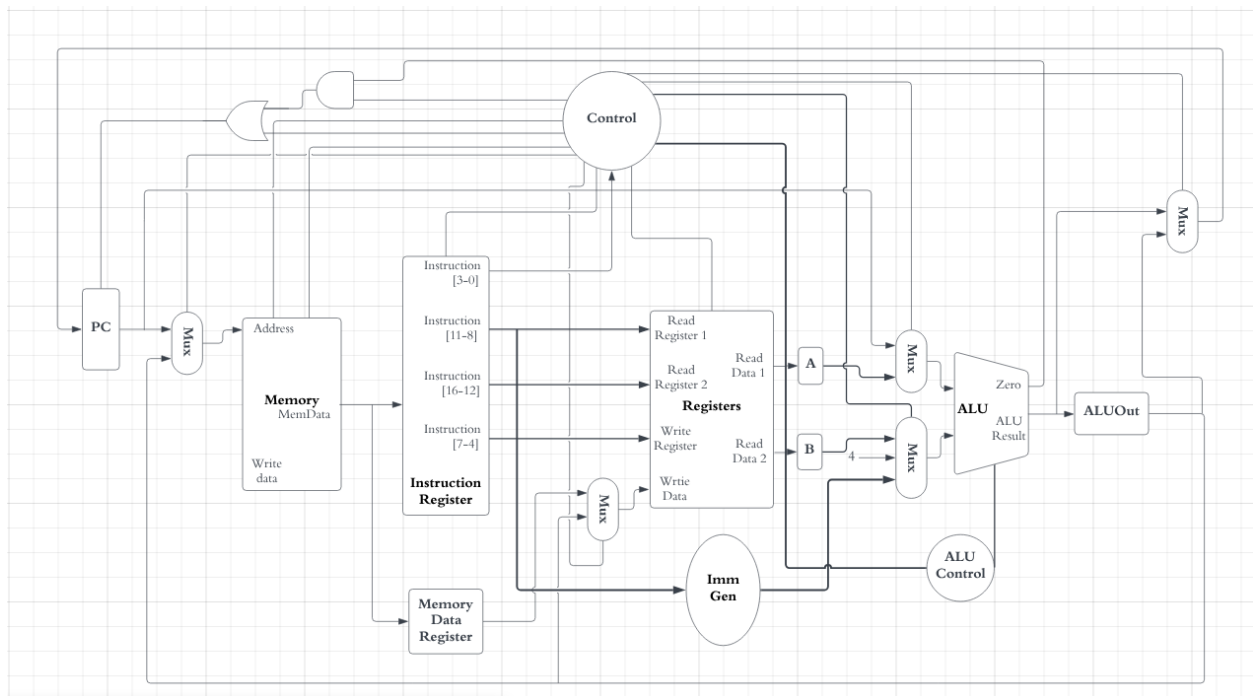 Control
Mux
PC
Mux
Address
Memory
MemData
Write
data
Instruction
[3-0]
Instruction
[11-8]
Instruction
[16-12]
Instruction
[7-4]
Instruction
Register
Read
Register 1
Read
Register 2
Registers
Write
Register
Wrtie
Data
Read
Data 1
Read
Data 2
A
B
4
Mux
Mux
Mux
Zero
ALU
ALU
Result
ALUOut
ALU
Control
Imm
Gen
Memory
Data
Register